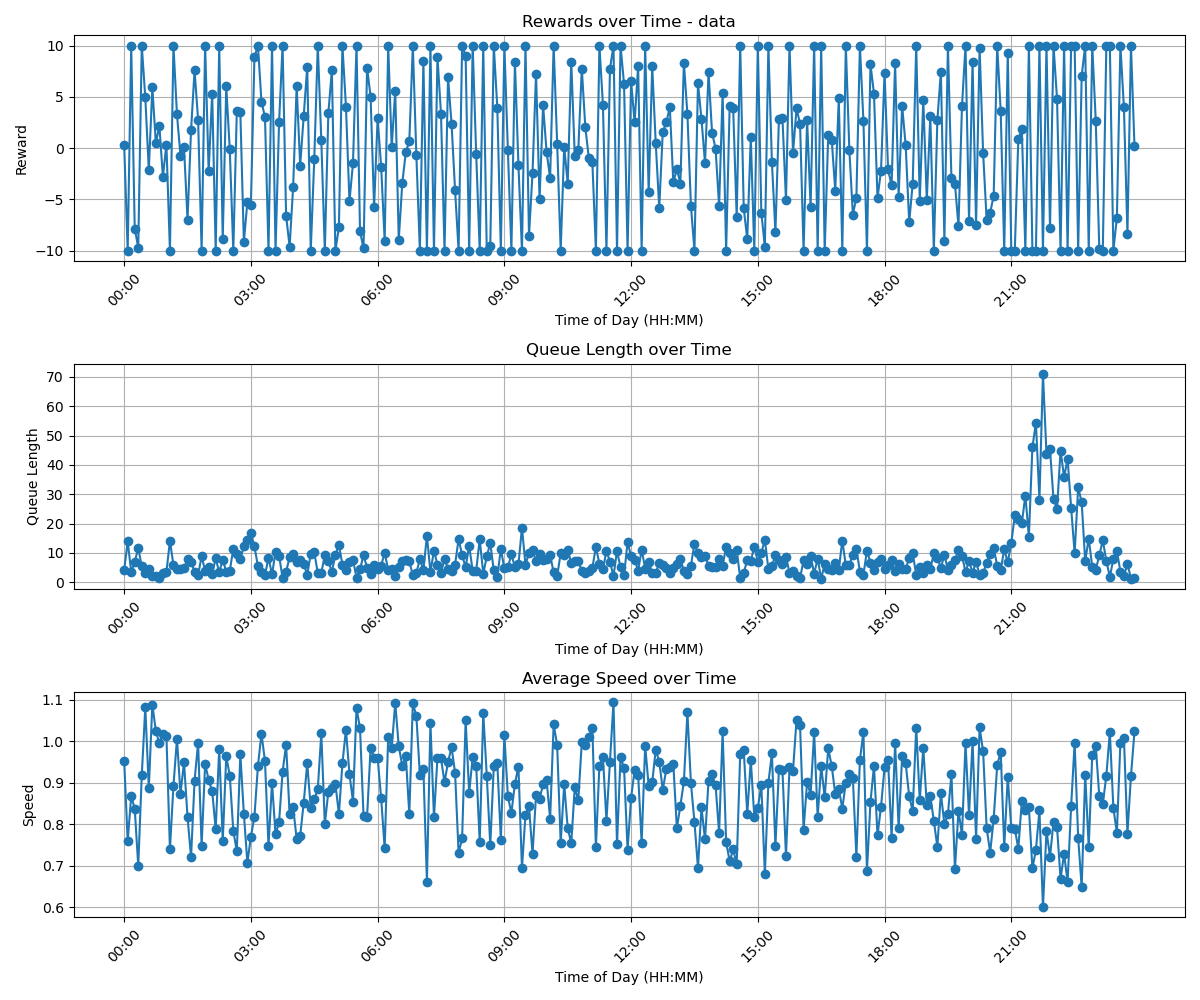 Rewards over Time - data
10
5
0
−5
−10
Reward
00:00 03:00 06:00 09:00 12:00 15:00 18:00 21:00
Time of Day (HH:MM)
Queue Length over Time
70
60
50
40
30
20
10
0
Queue Length
00:00 03:00 06:00 09:00 12:00 15:00 18:00 21:00
Time of Day (HH:MM)
Average Speed over Time
1.1
1.0
0.9
0.8
0.7
0.6
Speed
00:00 03:00 06:00 09:00 12:00 15:00 18:00 21:00
Time of Day (HH:MM)